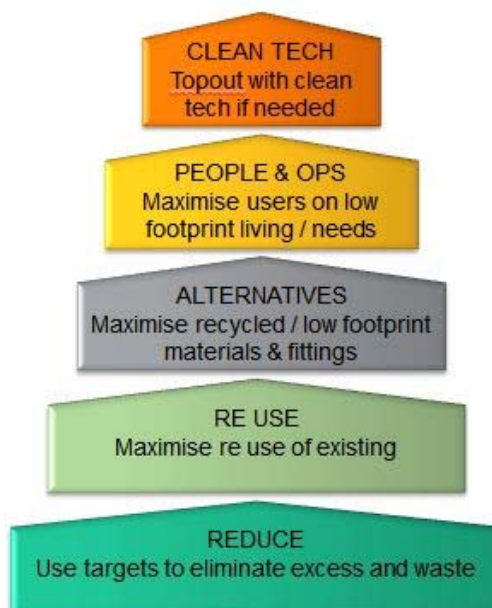 CLEAN TECH
Topout with clean
tech if needed
PEOPLE & OPS
Maximise users on low
footprint living / needs
ALTERNATIVES
Maximise recycled / low footprint
materials & fittings
RE USE
Maximise re use of existing
REDUCE
Use targets to eliminate excess and waste